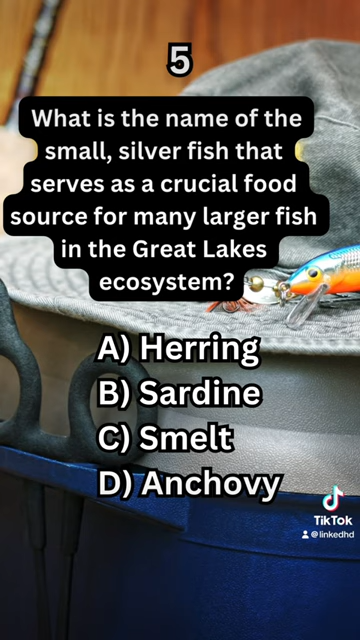 5
What is the name of the
small, silver fish that
serves as a crucial food
source for many larger fish
in the Great Lakes
ecosystem?
A) Herring
B) Sardine
C) Smelt
D) Anchovy
TikTok
@linkedhd